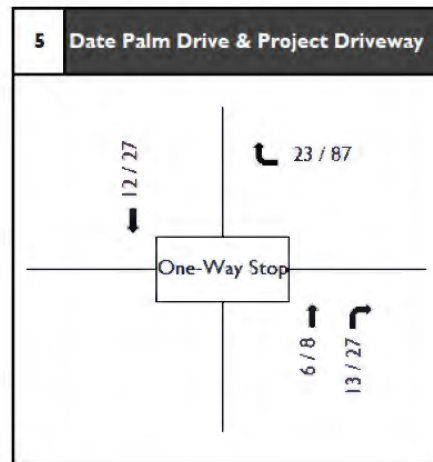 5 Date Palm Drive & Project Driveway
12 / 27
23 / 87
One-Way Stop
6 / 8
13 / 27